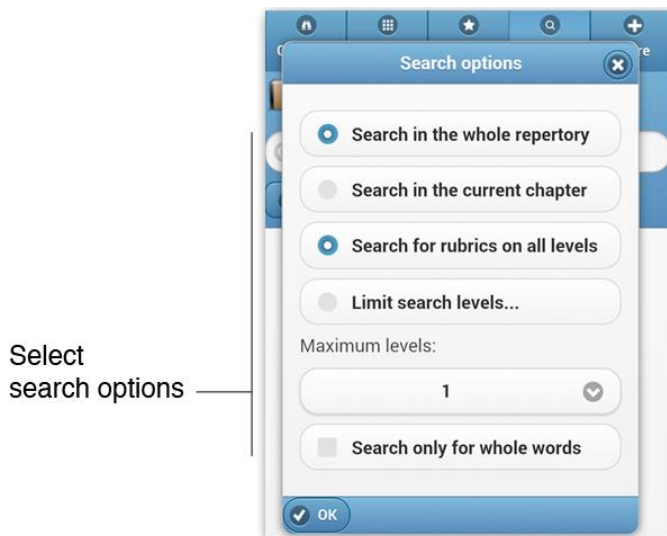 Search options
Search in the whole repertory
Search in the current chapter
Search for rubrics on all levels
Limit search levels...
Maximum levels:
1
Search only for whole words
OK
Select
search options